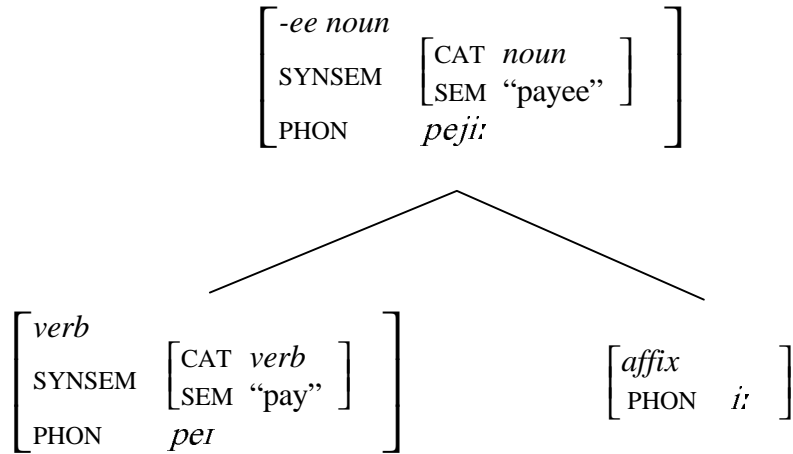 -ee noun
SYNSEM CAT noun
SEM “payee”
PHON pejiː
verb
SYNSEM CAT verb
SEM “pay”
PHON peɪ
affix
PHON iː